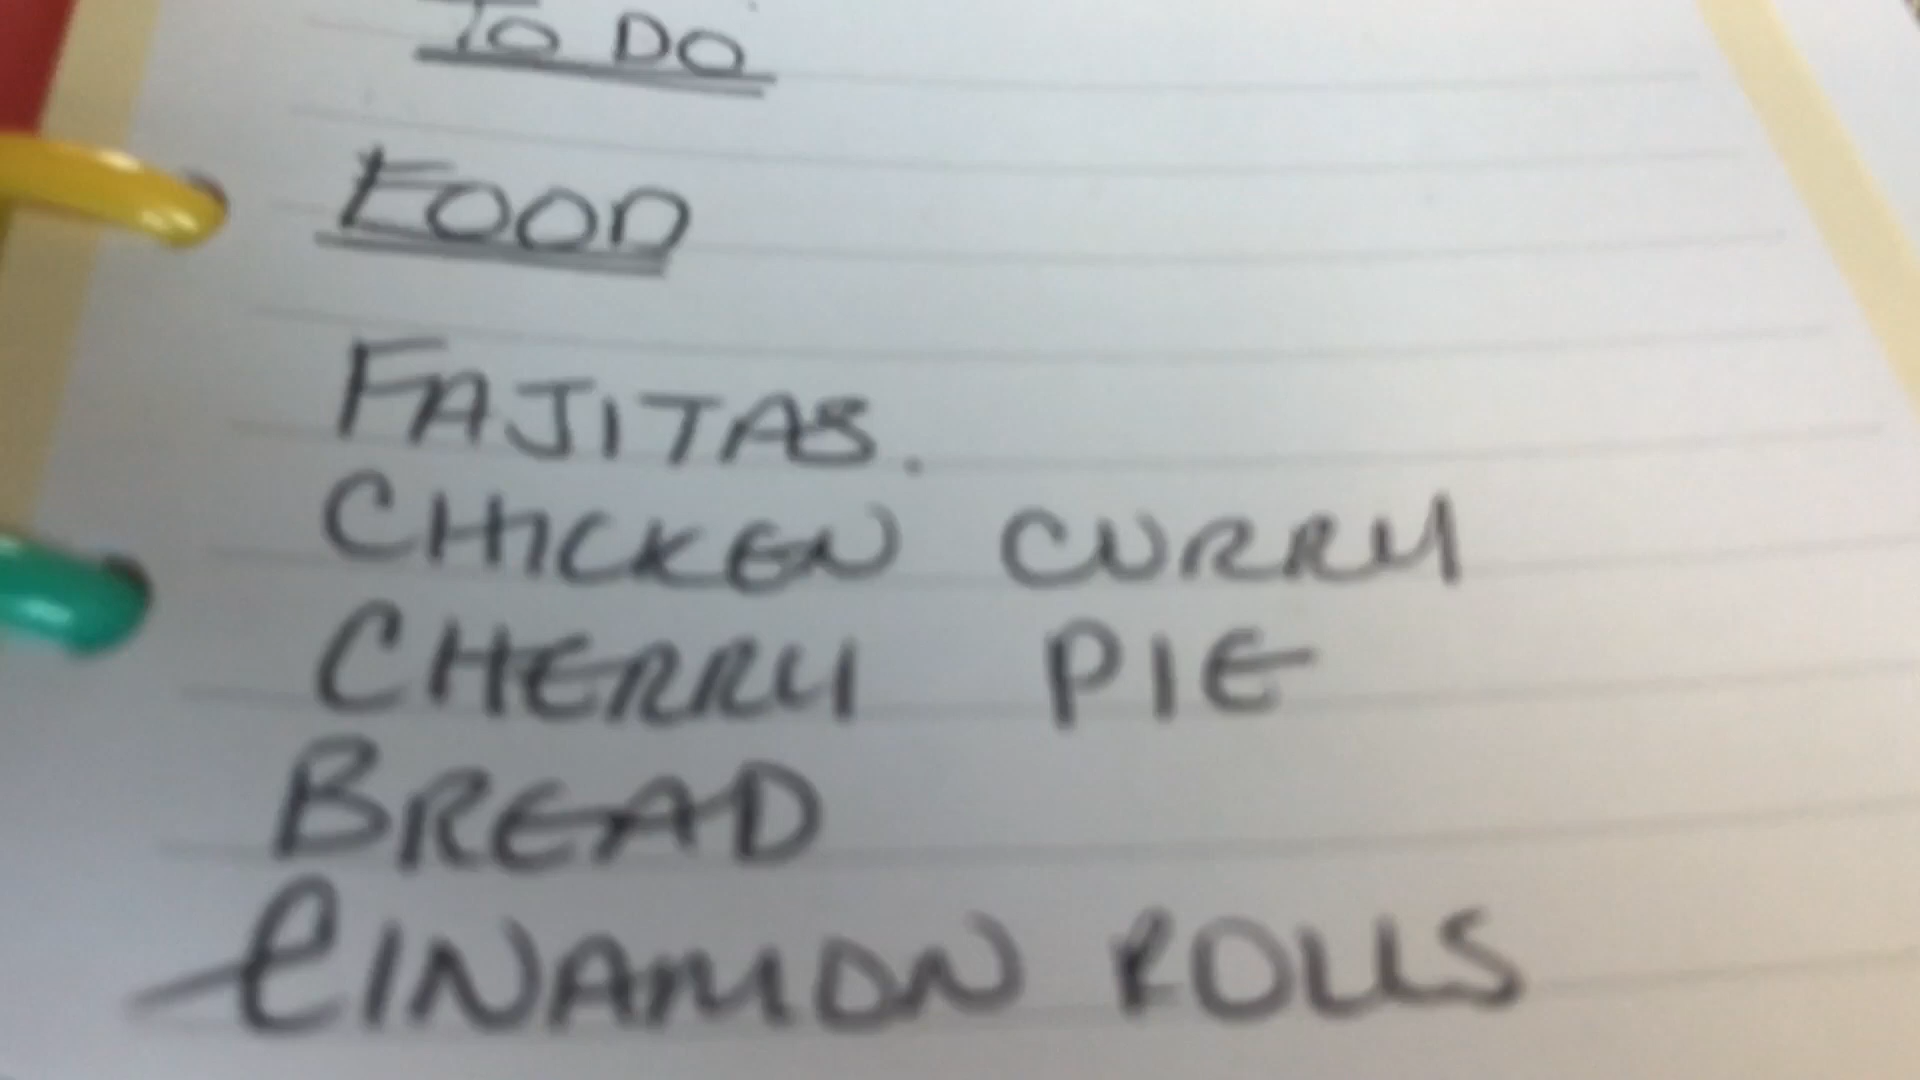 TO DO
FOOD
FAJITAS.
CHICKEN CURRY
CHERRY PIE
BREAD
CINAMON ROLLS